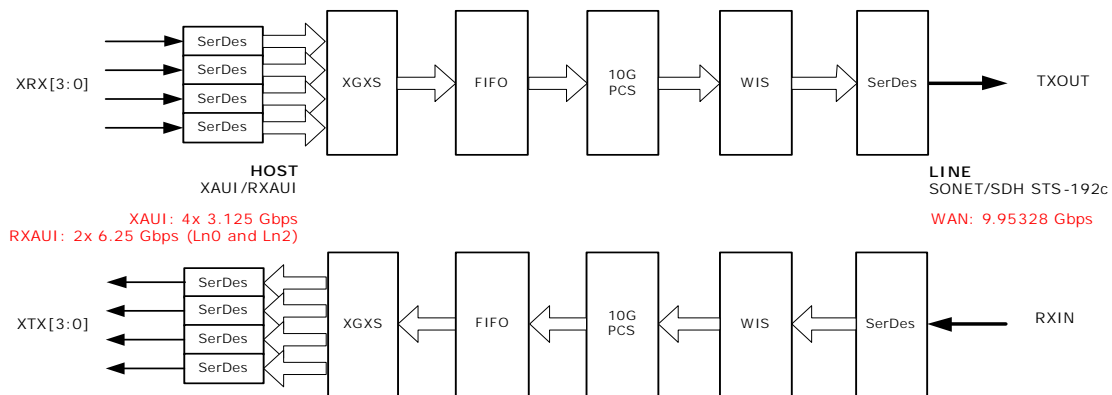 SerDes
SerDes
SerDes
SerDes
XRX[3:0]
XGXS
FIFO
10G
PCS
WIS
SerDes
TXOUT
HOST
XAUI/RXAUI
XAUI: 4x 3.125 Gbps
RXAUI: 2x 6.25 Gbps (Ln0 and Ln2)
LINE
SONET/SDH STS-192c
WAN: 9.95328 Gbps
SerDes
SerDes
SerDes
SerDes
XTX[3:0]
XGXS
FIFO
10G
PCS
WIS
SerDes
RXIN